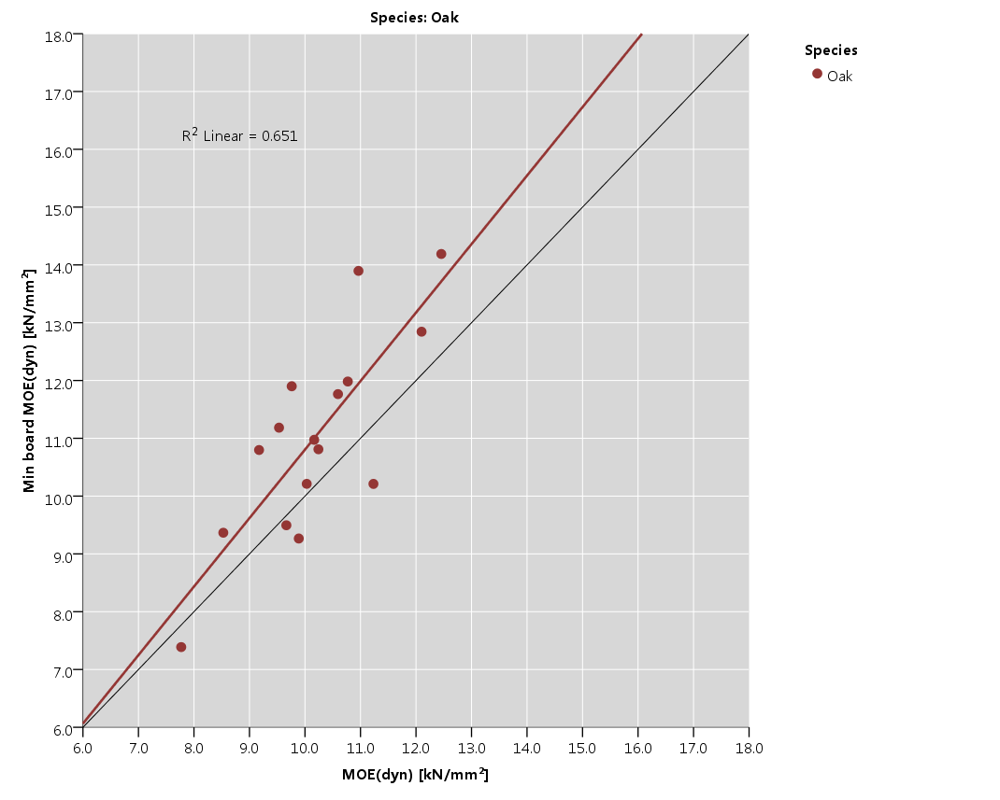 Species: Oak
Species
Oak
R² Linear = 0.651
Min board MOE(dyn) [kN/mm²]
18.0
17.0
16.0
15.0
14.0
13.0
12.0
11.0
10.0
9.0
8.0
7.0
6.0
6.0 7.0 8.0 9.0 10.0 11.0 12.0 13.0 14.0 15.0 16.0 17.0 18.0
MOE(dyn) [kN/mm²]